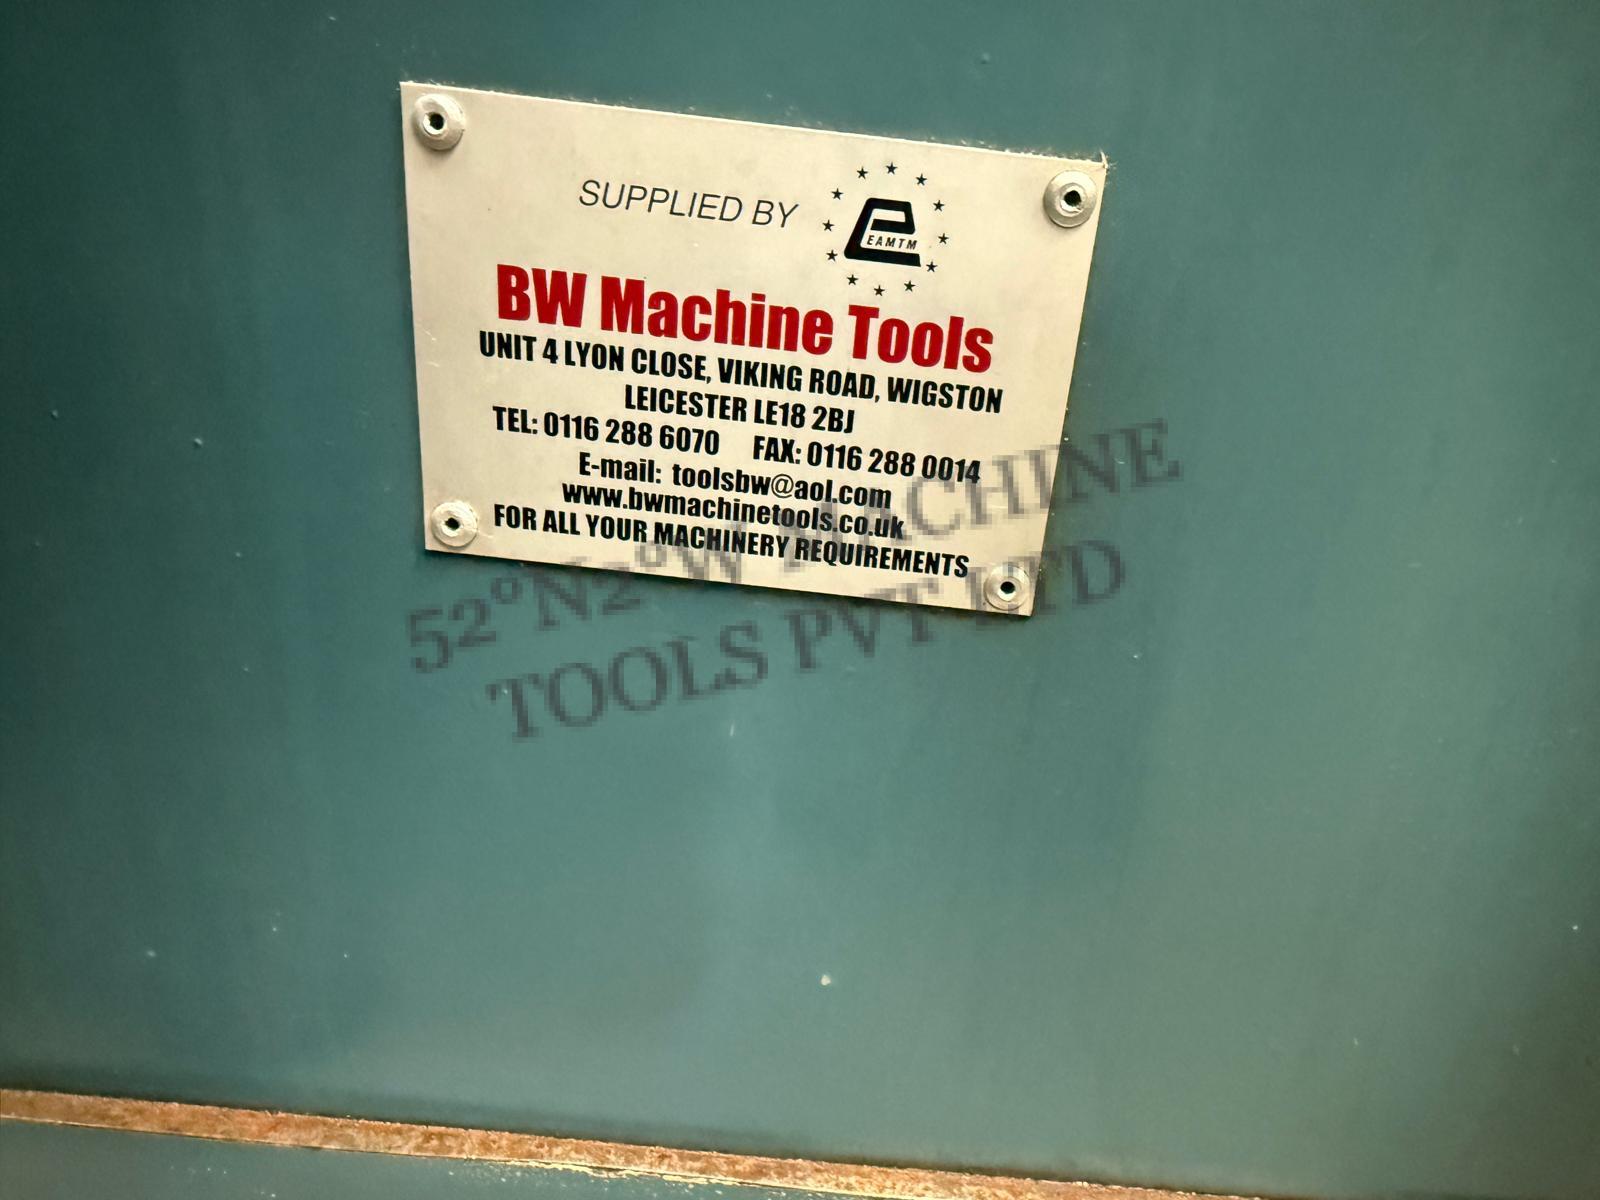 SUPPLIED BY
EAMTM
BW Machine Tools
UNIT 4 LYON CLOSE, VIKING ROAD, WIGSTON
LEICESTER LE18 2BJ
TEL: 0116 288 6070 FAX: 0116 288 0014
E-mail: toolsbw@aol.com
www.bwmachinetools.co.uk
FOR ALL YOUR MACHINERY REQUIREMENTS
52°N2°W MACHINE
TOOLS PVT LTD